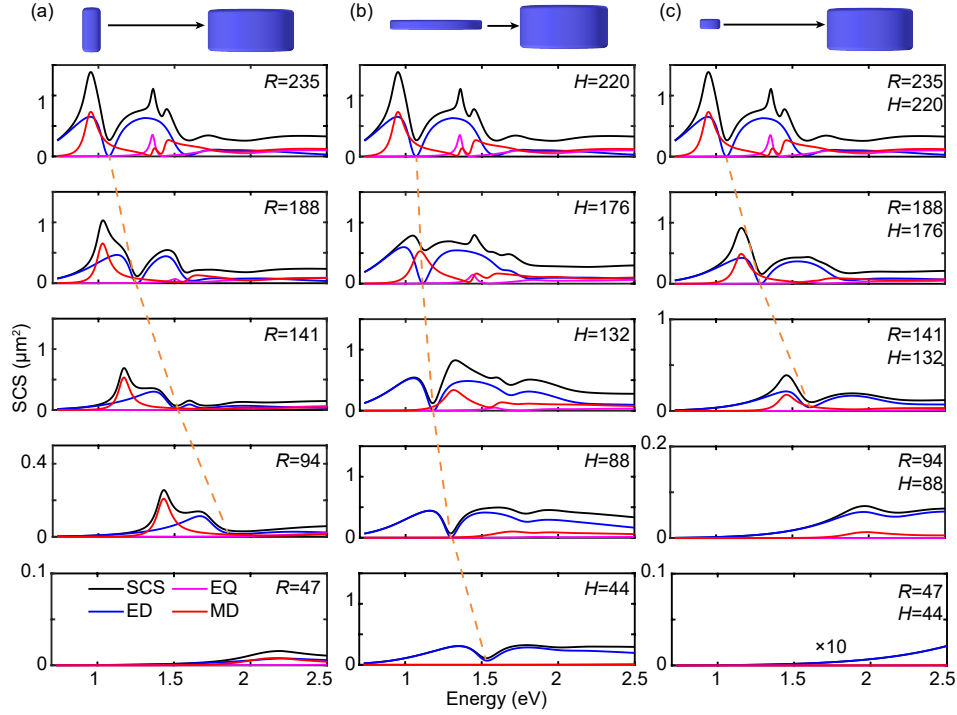 (a)
(b)
(c)
R=235
1
0
H=220
1
0
R=235
H=220
1
0
R=188
1
0
H=176
1
0
R=188
H=176
1
0
SCS (μm²)
R=141
1
0
H=132
1
0
R=141
H=132
1
0
R=94
0.4
0
H=88
1
0
R=94
H=88
0.2
0
R=47
0.1
0
SCS
EQ
ED
MD
1
1.5
2
2.5
H=44
1
0
1
1.5
2
2.5
R=47
H=44
×10
0.1
0
1
1.5
2
2.5
Energy (eV)